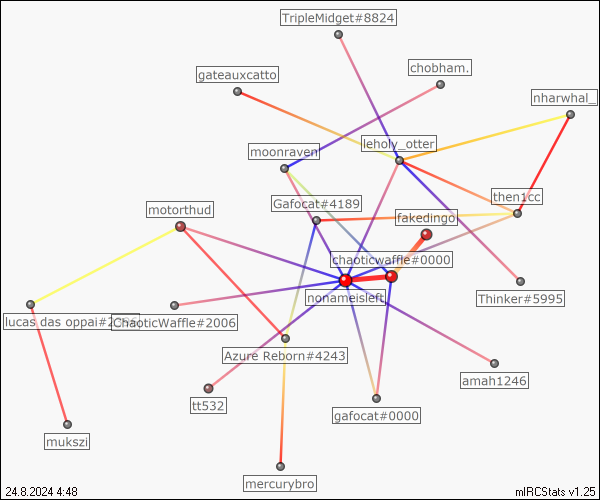 TripleMidget#8824
chobham.
gateauxcatto
nharwhal_
leholy_otter
moonraven
then1cc
Gafocat#4189
motorthud
fakedingo
chaoticwaffle#0000
nonameisleft
Thinker#5995
lucas das oppai#2
ChaoticWaffle#2006
Azure Reborn#4243
amah1246
tt532
gafocat#0000
mukszi
mercurybro
24.8.2024 4:48
mIRCStats v1.25